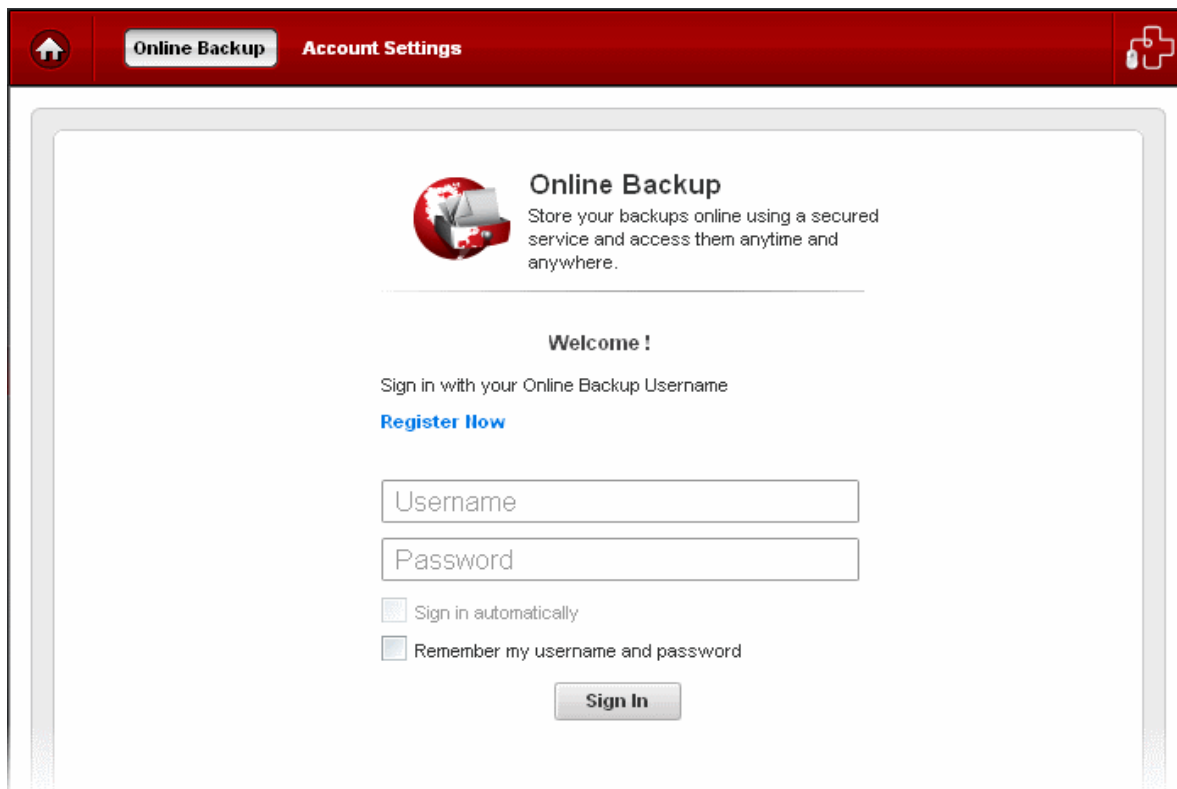 Online Backup
Account Settings
Online Backup
Store your backups online using a secured
service and access them anytime and
anywhere.
Welcome !
Sign in with your Online Backup Username
Register Now
Username
Password
Sign in automatically
Remember my username and password
Sign In